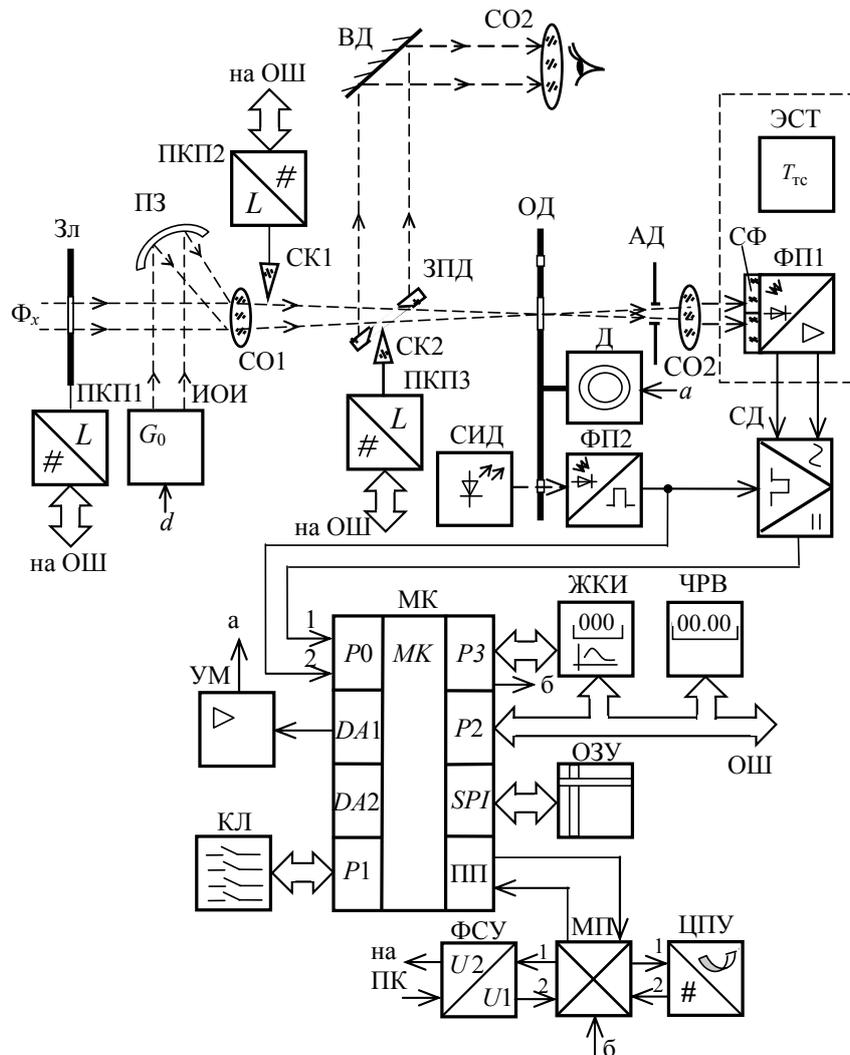 ВД
СО2
на ОШ
ПКП2
#
L
ПЗ
Зл
СК1
ОД
АД
ЭСТ
Tтс
СФ
ФП1
ЗПД
Фx
СО1
СК2
СО2
Д
a
ПКП1
ИОИ
ПКП3
L
#
G0
L
#
СИД
ФП2
СД
d
на ОШ
на ОШ
МК
ЖКИ
ЧРВ
1
2
P0
MK
P3
000
00.00
а
б
УМ
DA1
P2
ОШ
ОЗУ
DA2
SPI
КЛ
P1
ПП
ФСУ
МП
ЦПУ
на
ПК
U2
U1
1
2
1
2
#
б